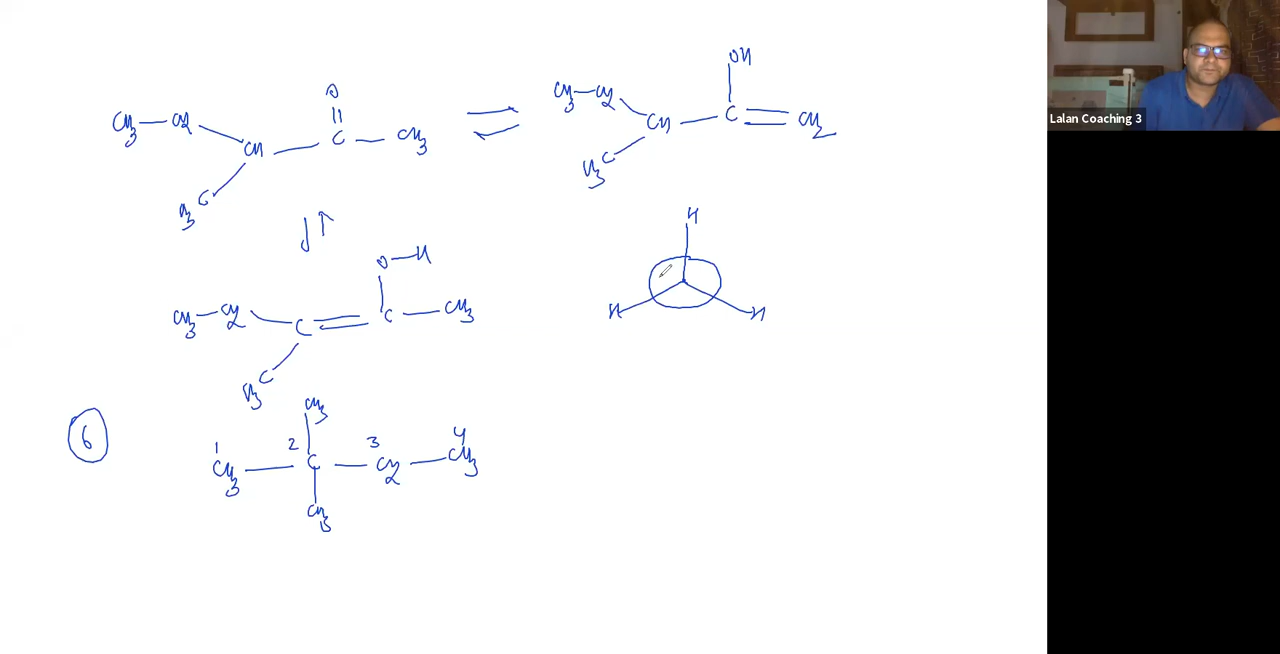 CH3—CH2 CH — C — CH3
O
H3C
CH3—CH2 CH — C = CH2
OH
H3C
H
H H
O—H
CH3—CH2 C = C — CH3
H3C
6
CH3
1 2 3 4
CH3 — C — CH2 — CH3
CH3
Lalan Coaching 3